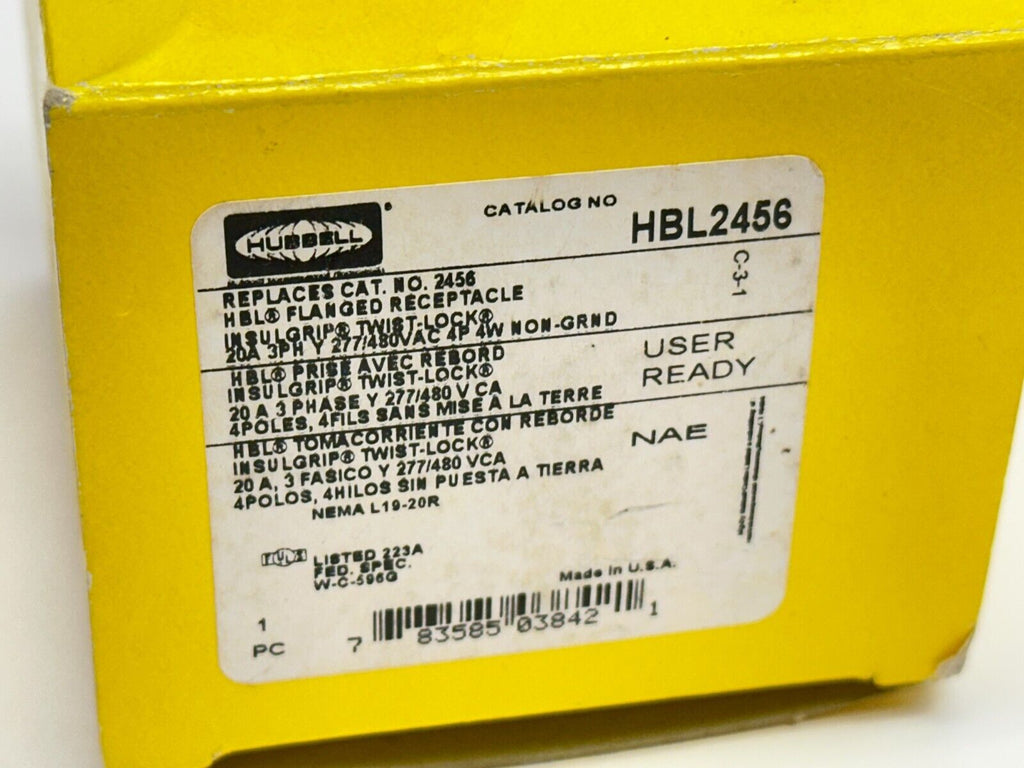 HUBBELL®
CATALOG NO
HBL2456
C-3-1
REPLACES CAT. NO. 2456
HBL® FLANGED RECEPTACLE
INSULGRIP® TWIST-LOCK®
20A 3PH Y 277/480VAC 4P 4W NON-GRND
USER
READY
HBL® PRISE AVEC REBORD
INSULGRIP® TWIST-LOCK®
20 A 3 PHASE Y 277/480 V CA
4POLES, 4FILS SANS MISE À LA TERRE
NAE
HBL® TOMACORRIENTE CON REBORDE
INSULGRIP® TWIST-LOCK®
20 A, 3 FASICO Y 277/480 VCA
4POLOS, 4HILOS SIN PUESTA A TIERRA
NEMA L19-20R
LISTED 223A
FED. SPEC.
W-C-596G
Made in U.S.A.
1
PC
7 83585 03842 1